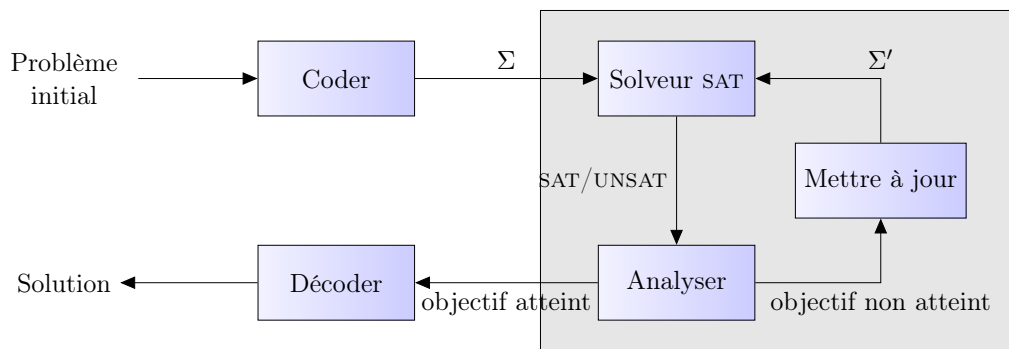 Problème
initial
Coder
Σ
Solveur SAT
Σ′
SAT/UNSAT
Mettre à jour
Solution
Décoder
objectif atteint
Analyser
objectif non atteint